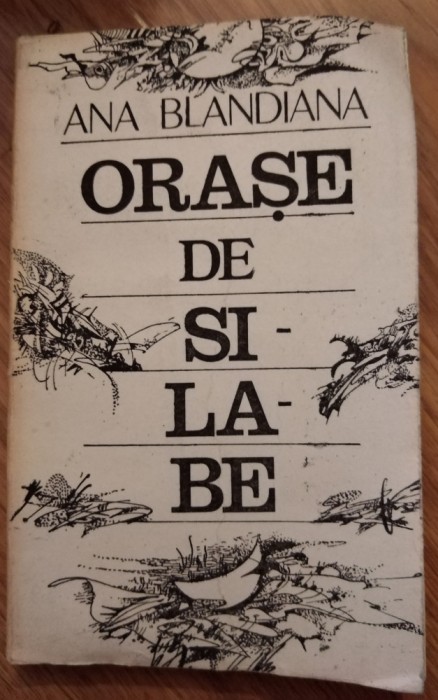 ANA BLANDIANA
ORAȘE
DE
SI-
LA-
BE